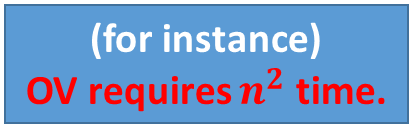 (for instance)
OV requires n² time.